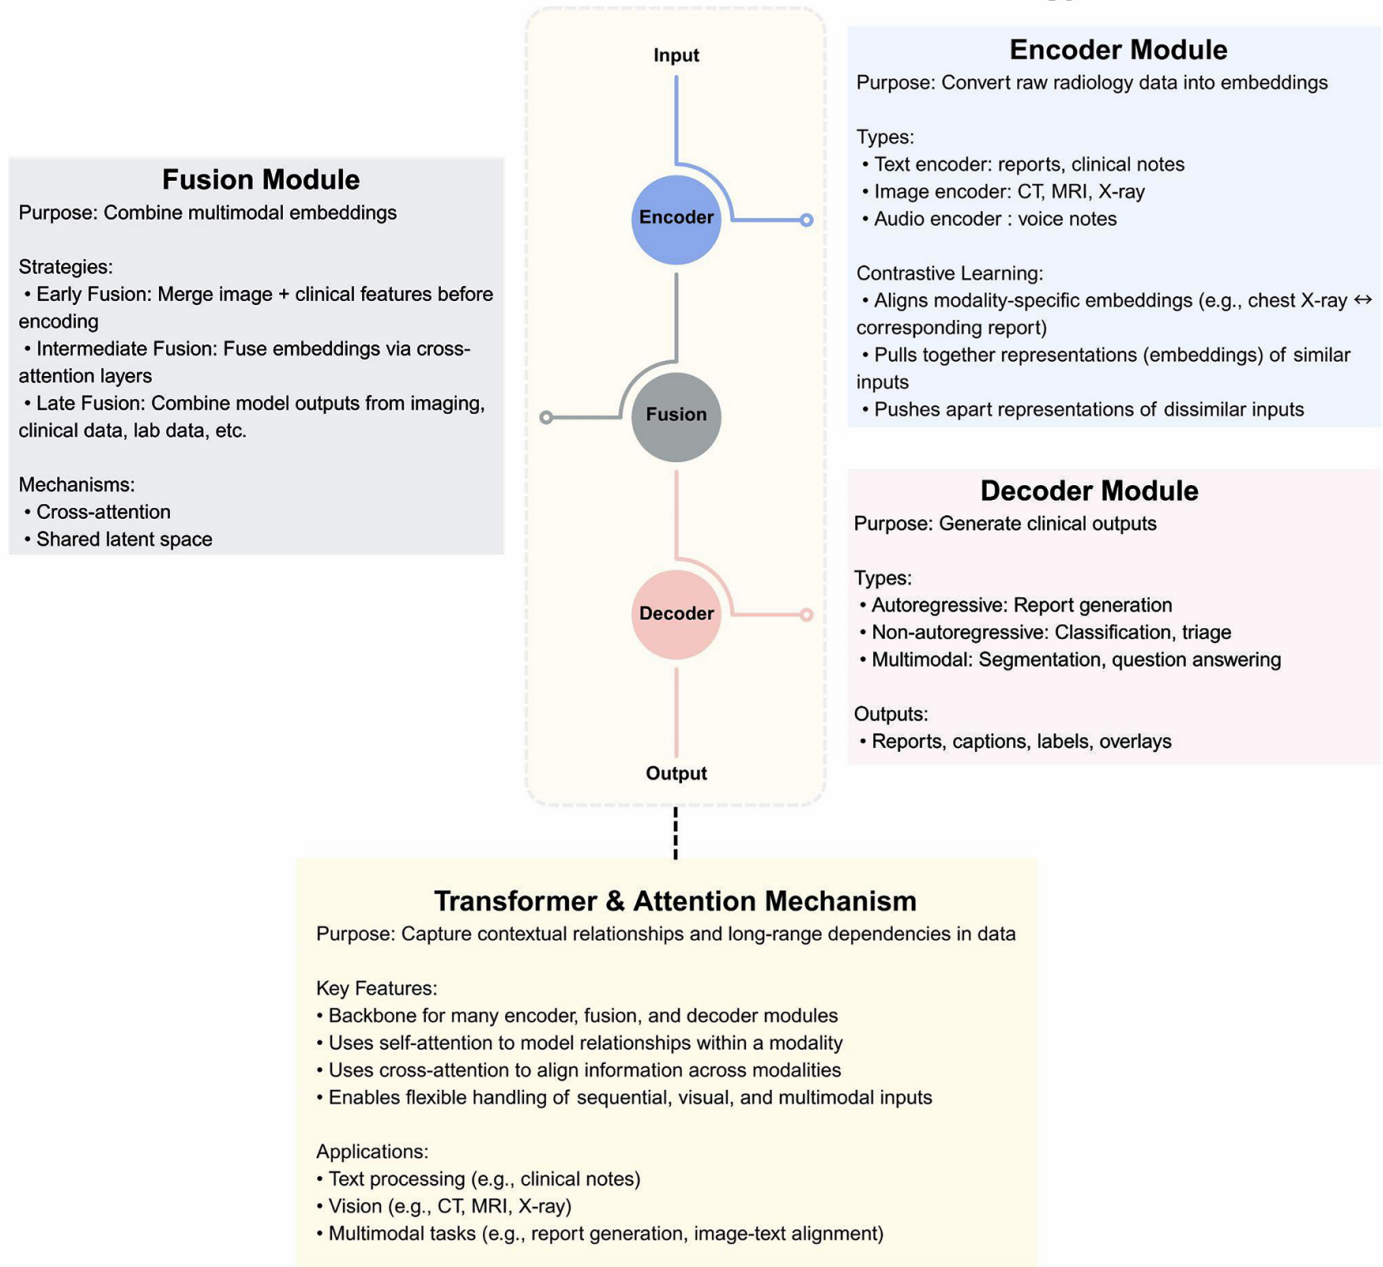 Input
Encoder
Fusion
Decoder
Output
Encoder Module
Purpose: Convert raw radiology data into embeddings
Types:
• Text encoder: reports, clinical notes
• Image encoder: CT, MRI, X-ray
• Audio encoder : voice notes
Contrastive Learning:
• Aligns modality-specific embeddings (e.g., chest X-ray ↔
corresponding report)
• Pulls together representations (embeddings) of similar
inputs
• Pushes apart representations of dissimilar inputs
Fusion Module
Purpose: Combine multimodal embeddings
Strategies:
• Early Fusion: Merge image + clinical features before
encoding
• Intermediate Fusion: Fuse embeddings via cross-
attention layers
• Late Fusion: Combine model outputs from imaging,
clinical data, lab data, etc.
Mechanisms:
• Cross-attention
• Shared latent space
Decoder Module
Purpose: Generate clinical outputs
Types:
• Autoregressive: Report generation
• Non-autoregressive: Classification, triage
• Multimodal: Segmentation, question answering
Outputs:
• Reports, captions, labels, overlays
Transformer & Attention Mechanism
Purpose: Capture contextual relationships and long-range dependencies in data
Key Features:
• Backbone for many encoder, fusion, and decoder modules
• Uses self-attention to model relationships within a modality
• Uses cross-attention to align information across modalities
• Enables flexible handling of sequential, visual, and multimodal inputs
Applications:
• Text processing (e.g., clinical notes)
• Vision (e.g., CT, MRI, X-ray)
• Multimodal tasks (e.g., report generation, image-text alignment)